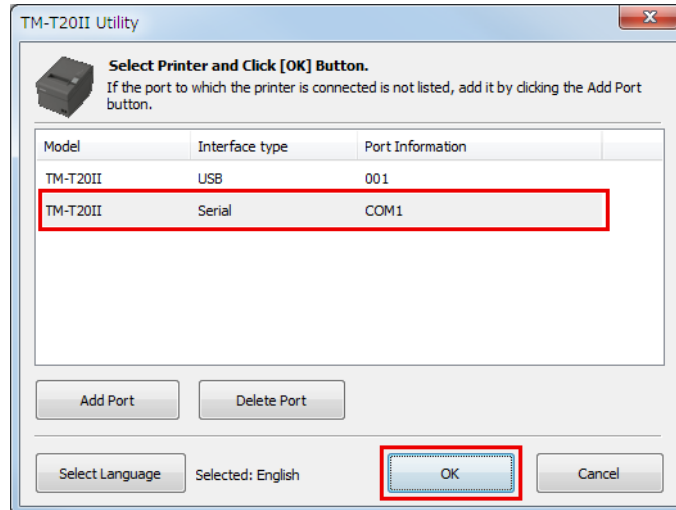 TM-T20II Utility
x
Select Printer and Click [OK] Button.
If the port to which the printer is connected is not listed, add it by clicking the Add Port
button.
Model Interface type Port Information
TM-T20II USB 001
TM-T20II Serial COM1
Add Port Delete Port
Select Language Selected: English OK Cancel